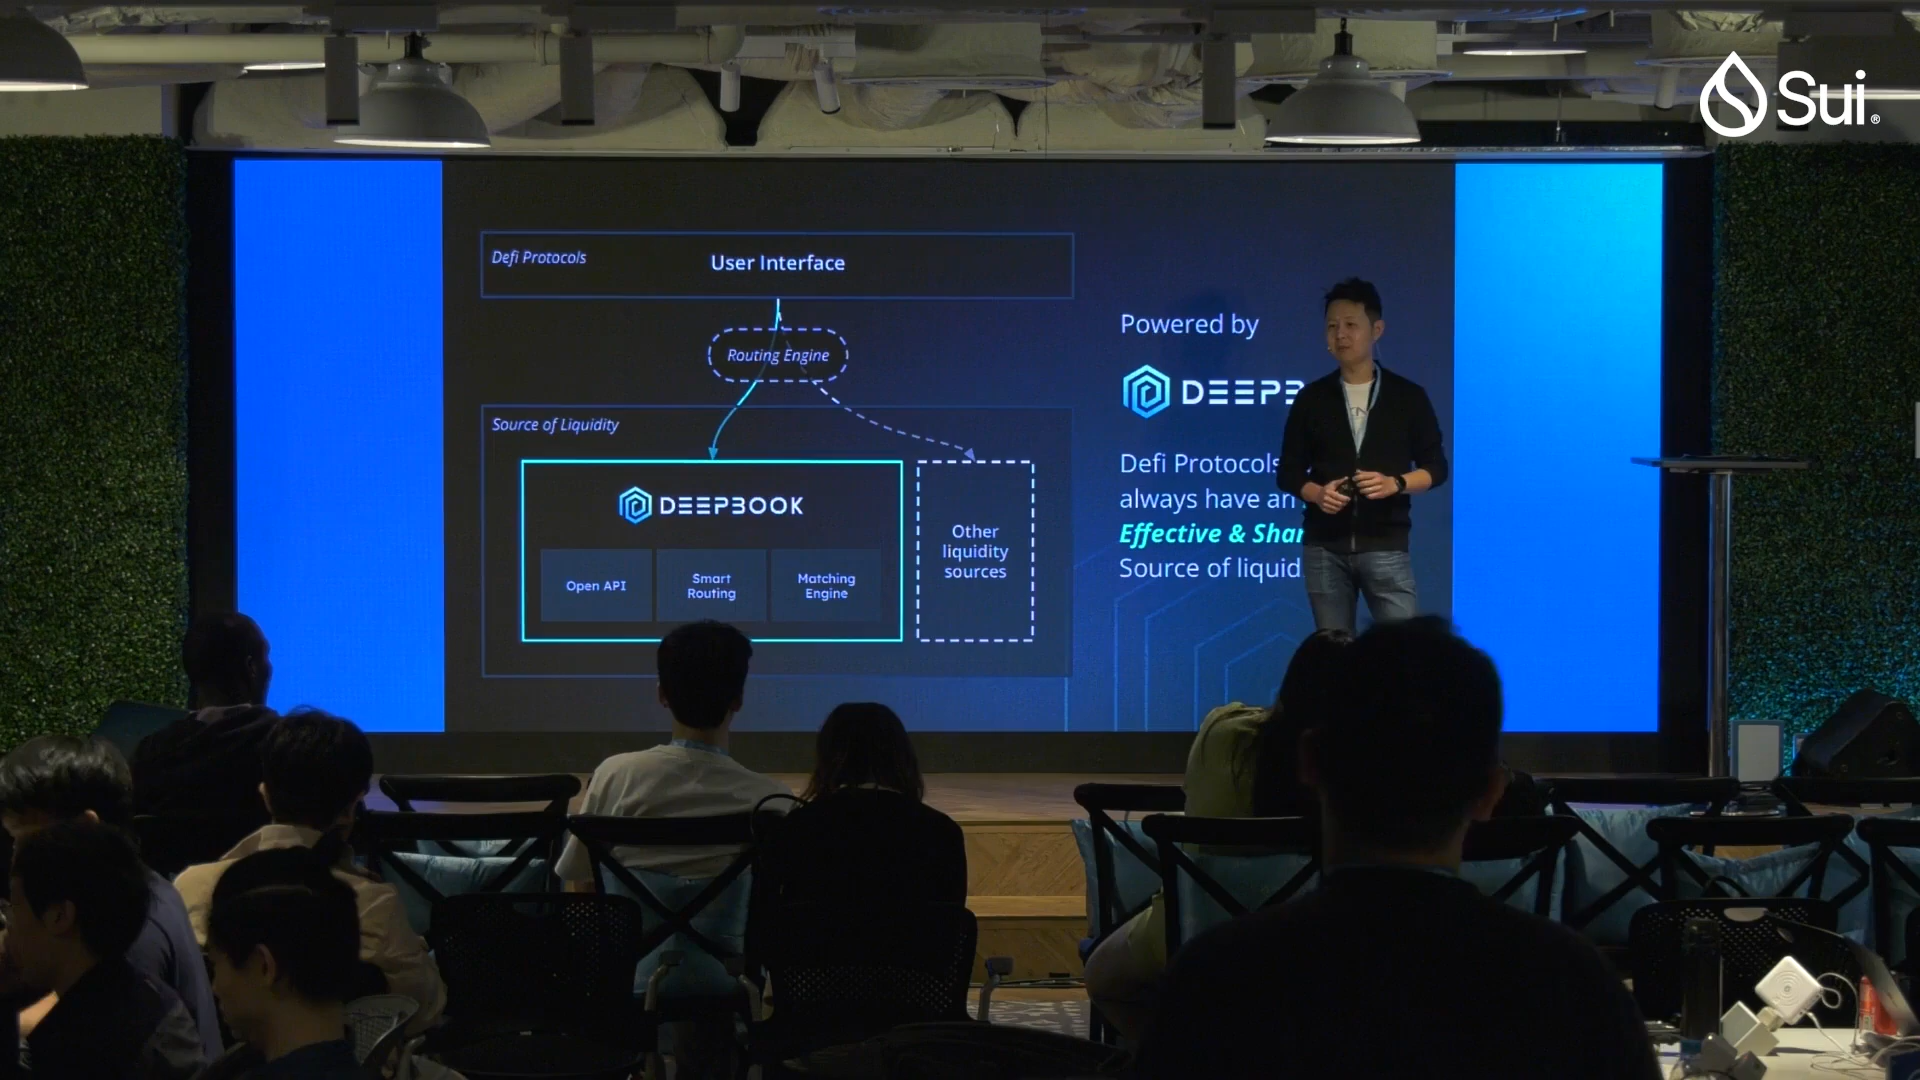 Sui®
Defi Protocols
User Interface
Routing Engine
Source of Liquidity
DEEPBOOK
Open API
Smart
Routing
Matching
Engine
Other
liquidity
sources
Powered by
DEEPB
Defi Protocols
always have an
Effective & Shar
Source of liquid